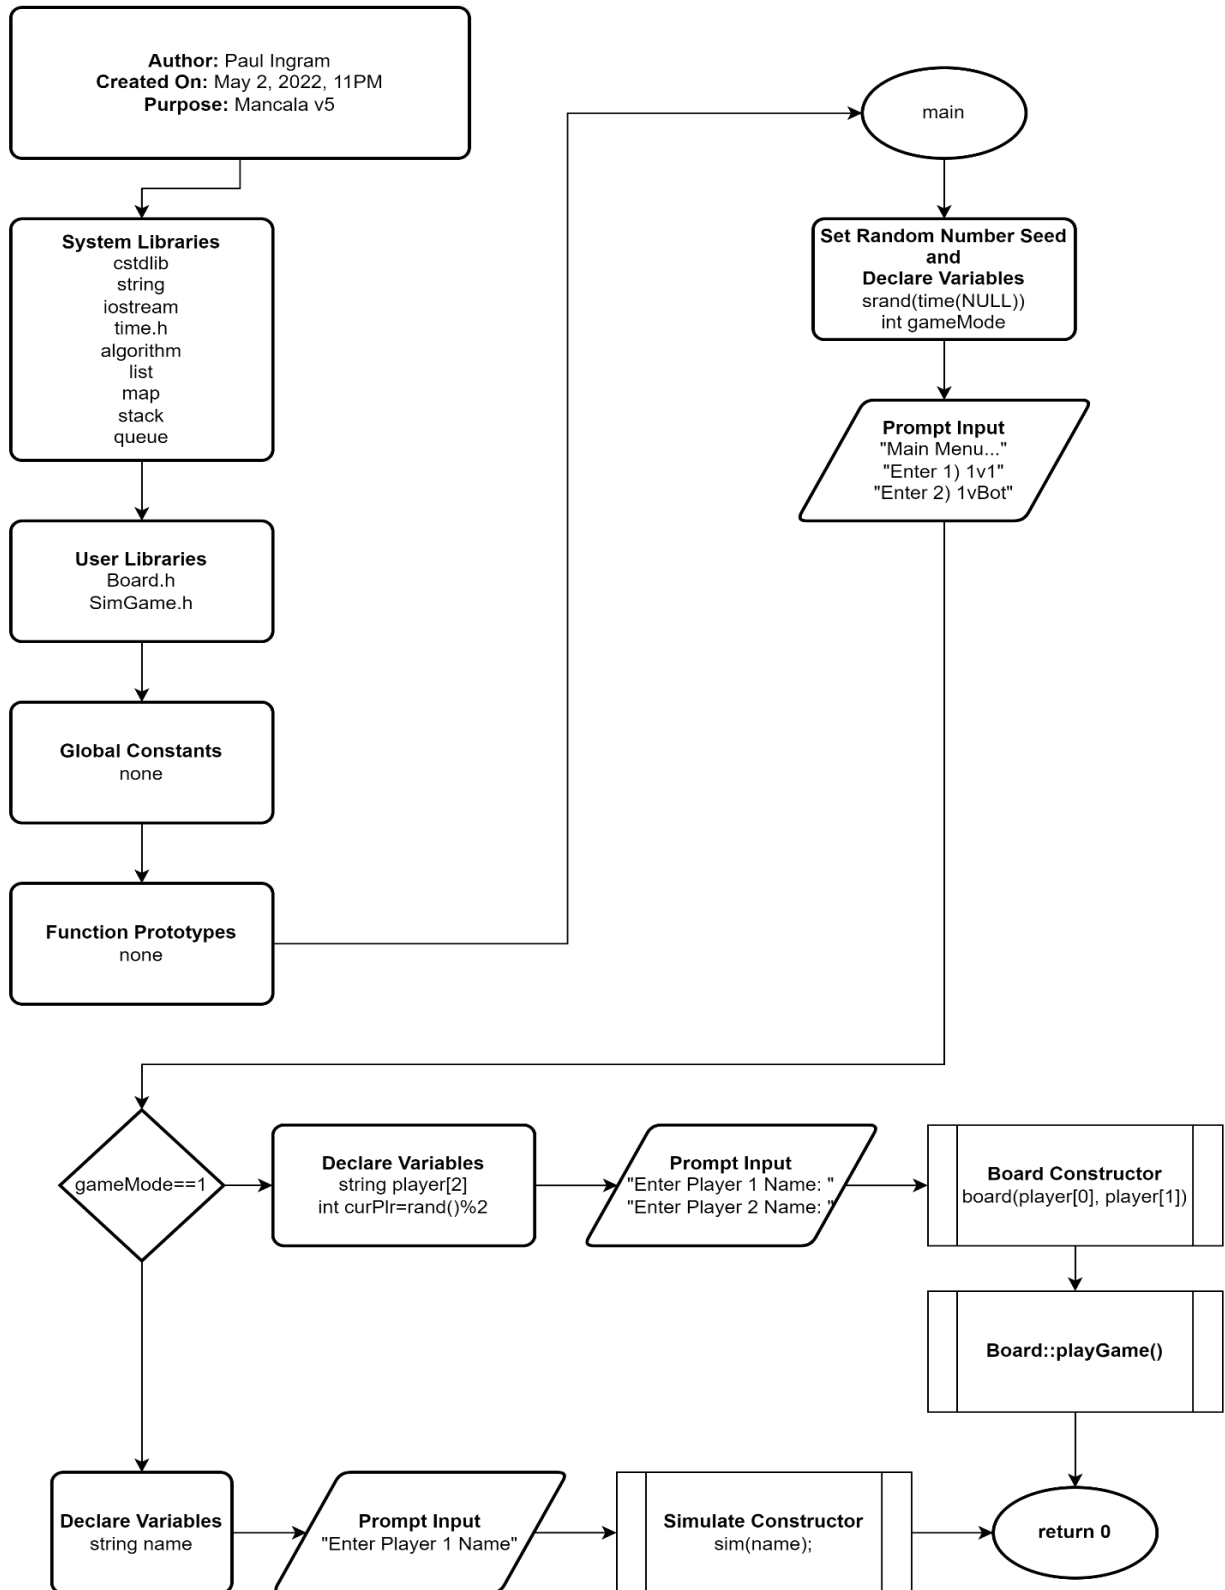 Author: Paul Ingram
Created On: May 2, 2022, 11PM
Purpose: Mancala v5
System Libraries
cstdlib
string
iostream
time.h
algorithm
list
map
stack
queue
User Libraries
Board.h
SimGame.h
Global Constants
none
Function Prototypes
none
main
Set Random Number Seed
and
Declare Variables
srand(time(NULL))
int gameMode
Prompt Input
"Main Menu..."
"Enter 1) 1v1"
"Enter 2) 1vBot"
gameMode==1
Declare Variables
string player[2]
int curPlr=rand()%2
Prompt Input
"Enter Player 1 Name: "
"Enter Player 2 Name: "
Board Constructor
board(player[0], player[1])
Board::playGame()
Declare Variables
string name
Prompt Input
"Enter Player 1 Name"
Simulate Constructor
sim(name);
return 0